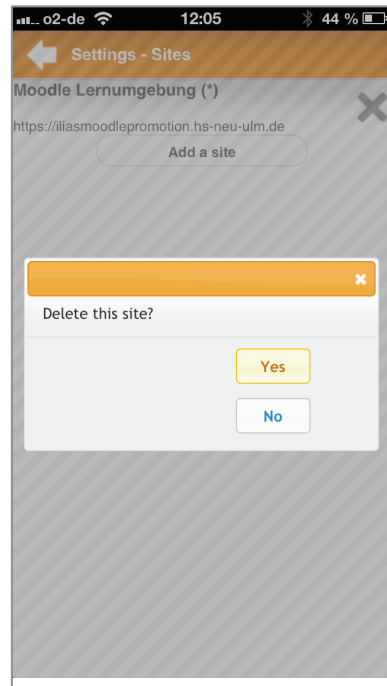 o2-de 12:05 44 %
Settings - Sites
Moodle Lernumgebung (*)
https://iliasmoodlepromotion.hs-neu-ulm.de
Add a site
Delete this site?
Yes
No